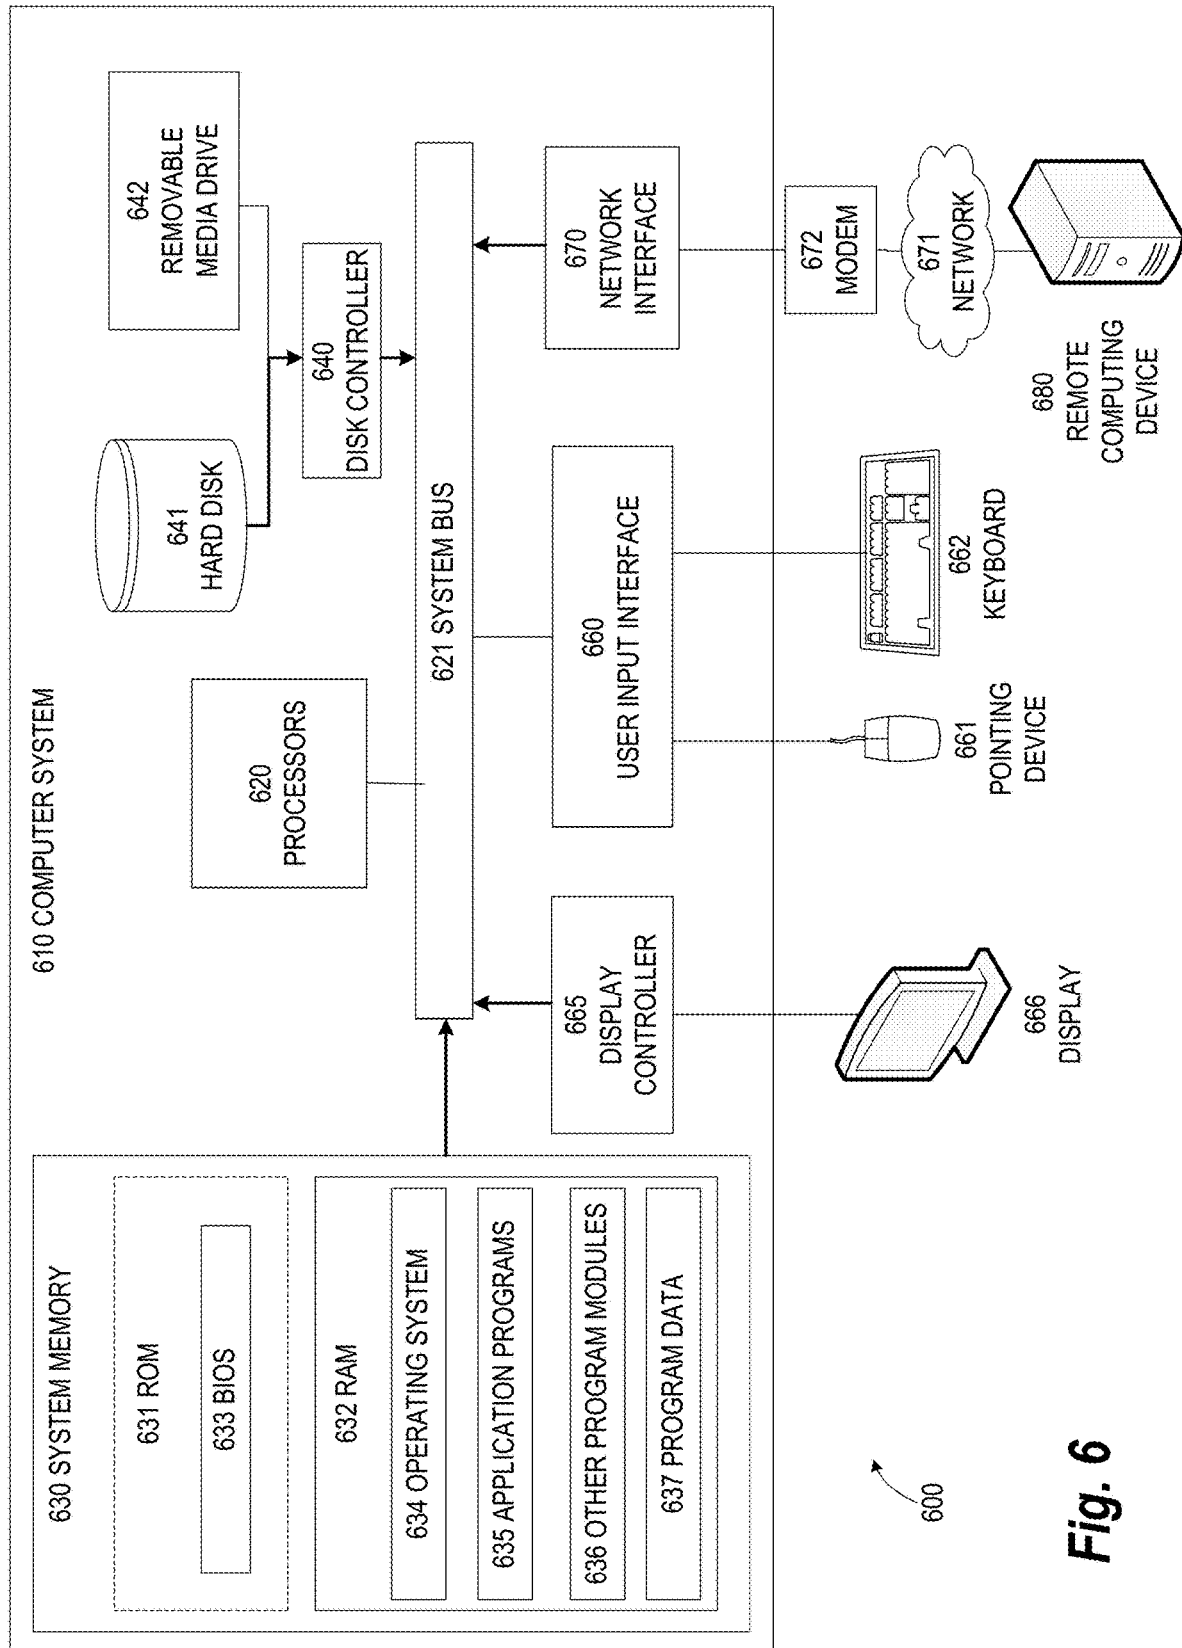 610 COMPUTER SYSTEM
630 SYSTEM MEMORY
631 ROM
633 BIOS
632 RAM
634 OPERATING SYSTEM
635 APPLICATION PROGRAMS
636 OTHER PROGRAM MODULES
637 PROGRAM DATA
620
PROCESSORS
641
HARD DISK
642
REMOVABLE
MEDIA DRIVE
640
DISK CONTROLLER
621 SYSTEM BUS
665
DISPLAY
CONTROLLER
660
USER INPUT INTERFACE
670
NETWORK
INTERFACE
672
MODEM
671
NETWORK
666
DISPLAY
661
POINTING
DEVICE
662
KEYBOARD
680
REMOTE
COMPUTING
DEVICE
600
Fig. 6